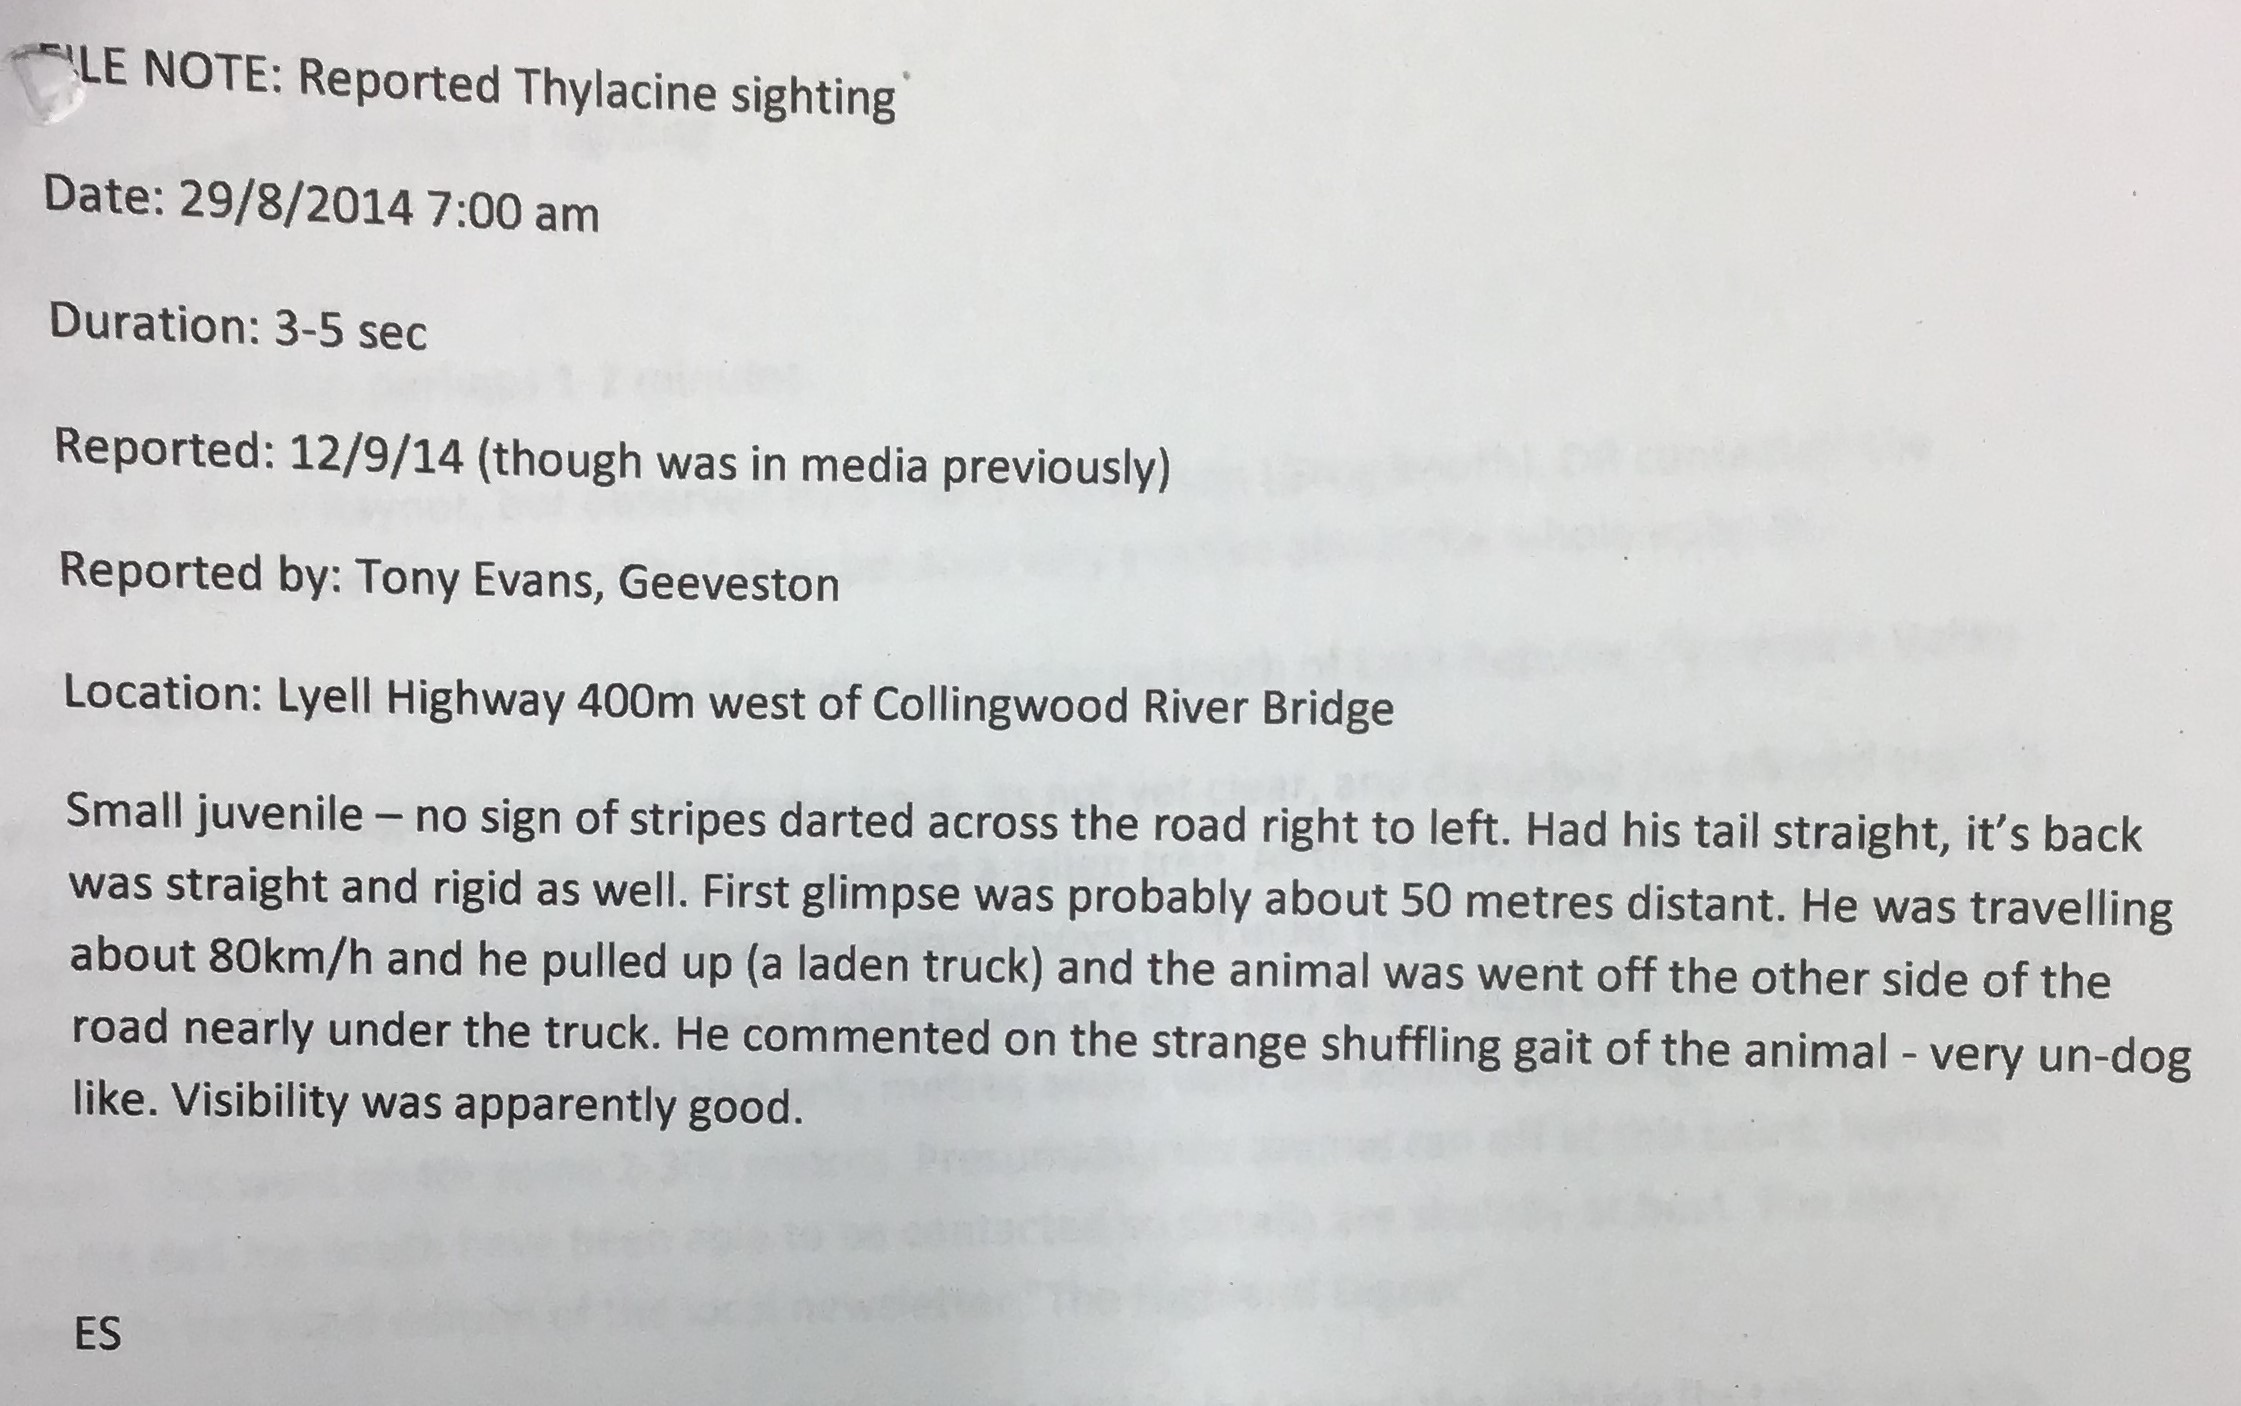 FILE NOTE: Reported Thylacine sighting
Date: 29/8/2014 7:00 am
Duration: 3-5 sec
Reported: 12/9/14 (though was in media previously)
Reported by: Tony Evans, Geeveston
Location: Lyell Highway 400m west of Collingwood River Bridge
Small juvenile – no sign of stripes darted across the road right to left. Had his tail straight, it's back
was straight and rigid as well. First glimpse was probably about 50 metres distant. He was travelling
about 80km/h and he pulled up (a laden truck) and the animal was went off the other side of the
road nearly under the truck. He commented on the strange shuffling gait of the animal - very un-dog
like. Visibility was apparently good.
ES